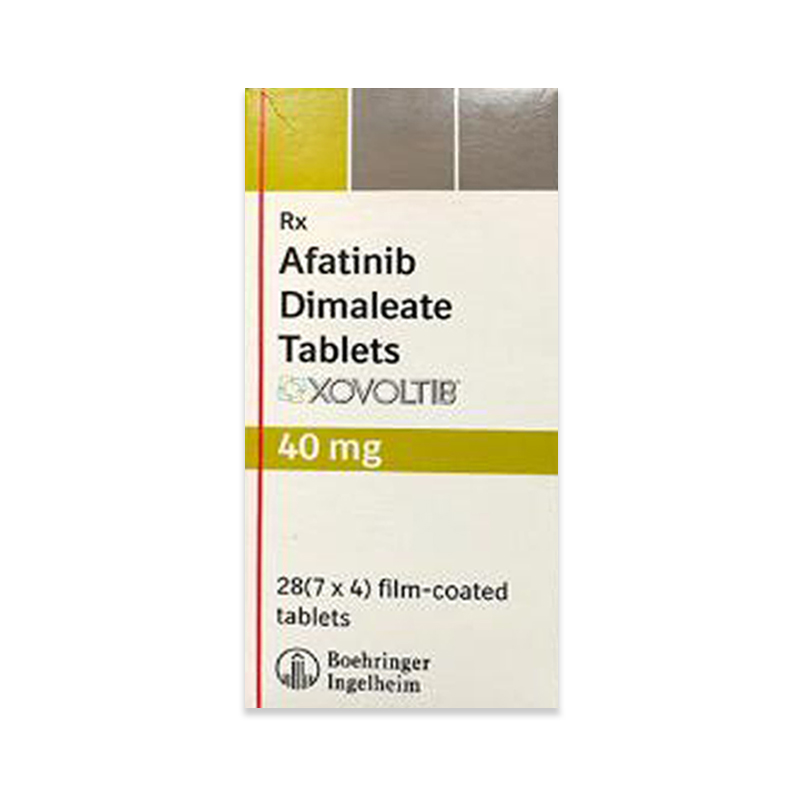 Rx
Afatinib
Dimaleate
Tablets
XOVOLTIB
40 mg
28(7 x 4) film-coated
tablets
Boehringer
Ingelheim